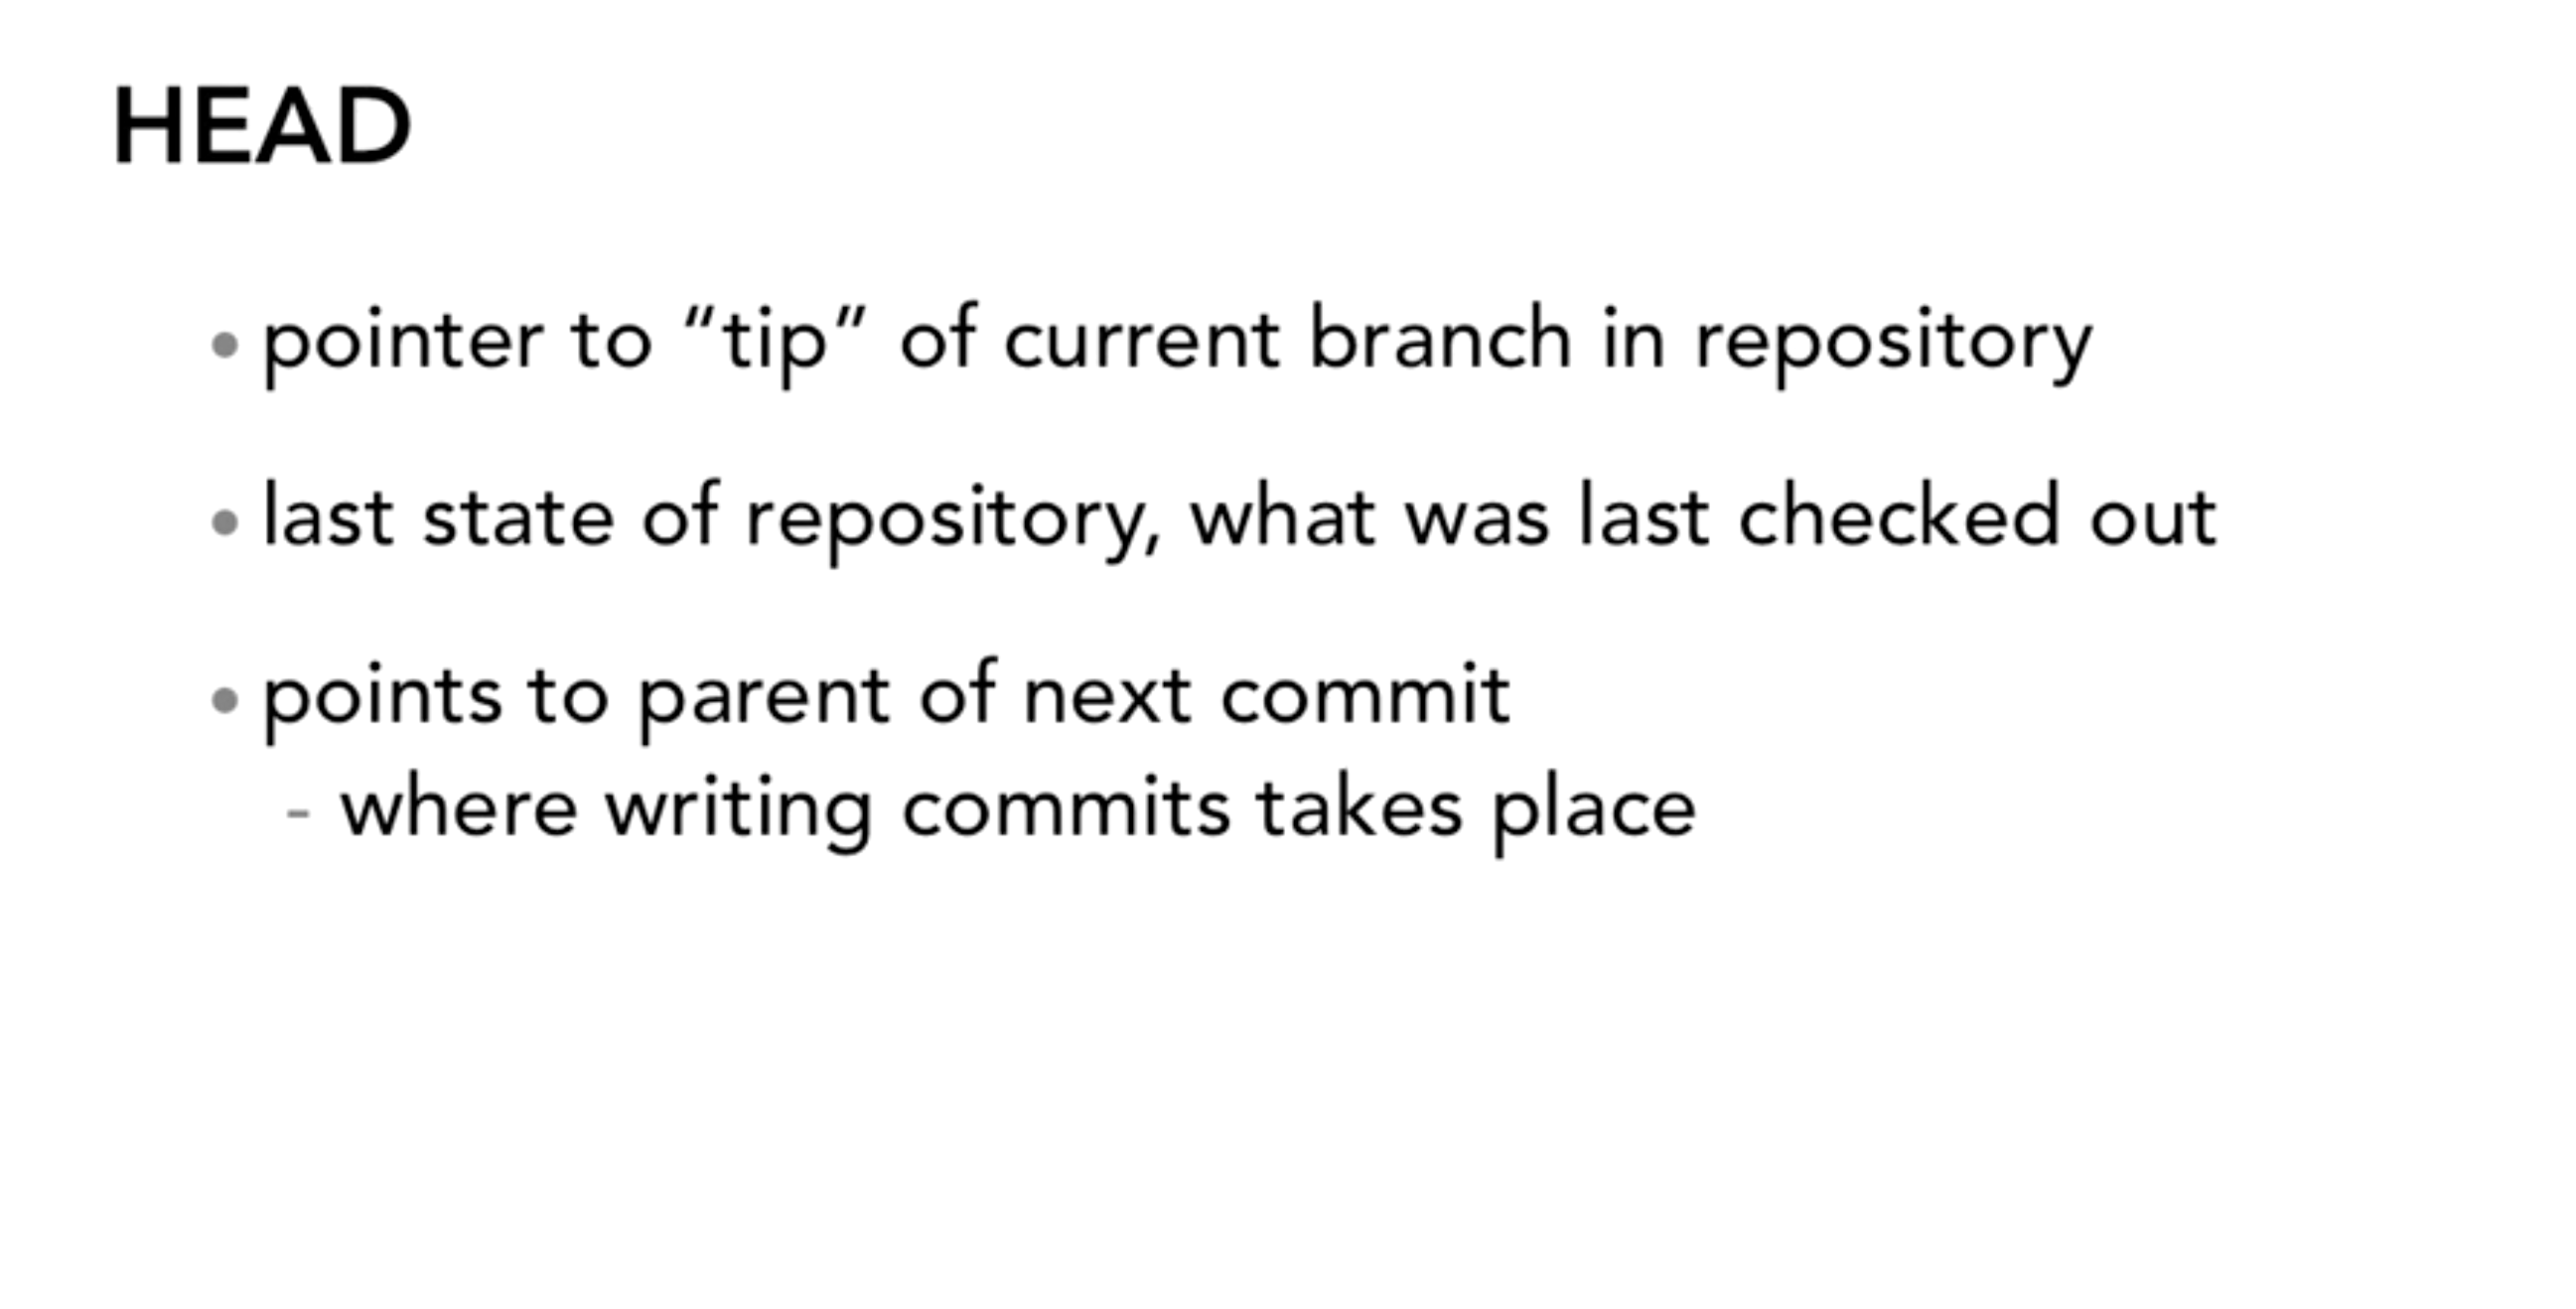 HEAD
• pointer to “tip” of current branch in repository
• last state of repository, what was last checked out
• points to parent of next commit
- where writing commits takes place